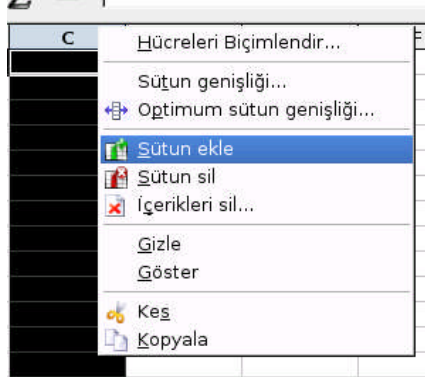 C
Hücreleri Biçimlendir...
Sütun genişliği...
Optimum sütun genişliği...
Sütun ekle
Sütun sil
İçerikleri sil...
Gizle
Göster
Kes
Kopyala